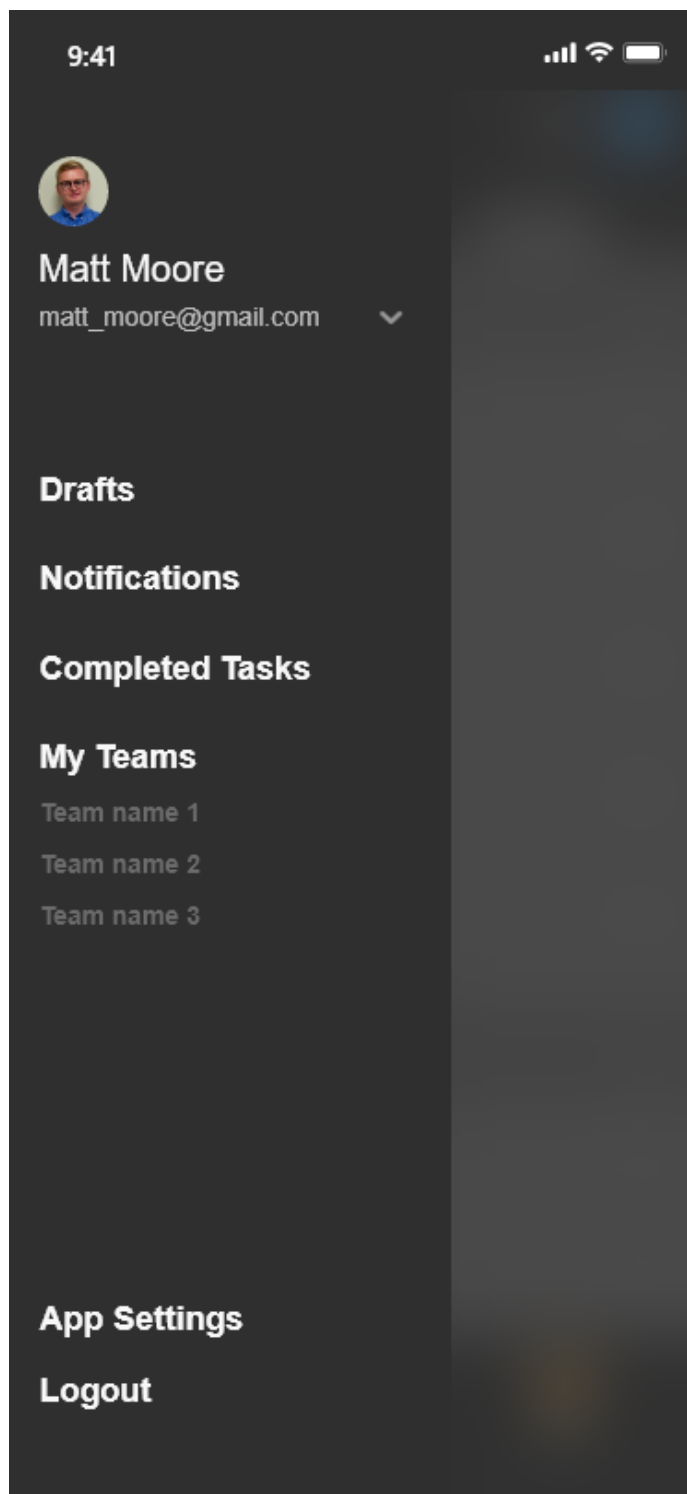 9:41
Matt Moore
matt_moore@gmail.com
Drafts
Notifications
Completed Tasks
My Teams
Team name 1
Team name 2
Team name 3
App Settings
Logout